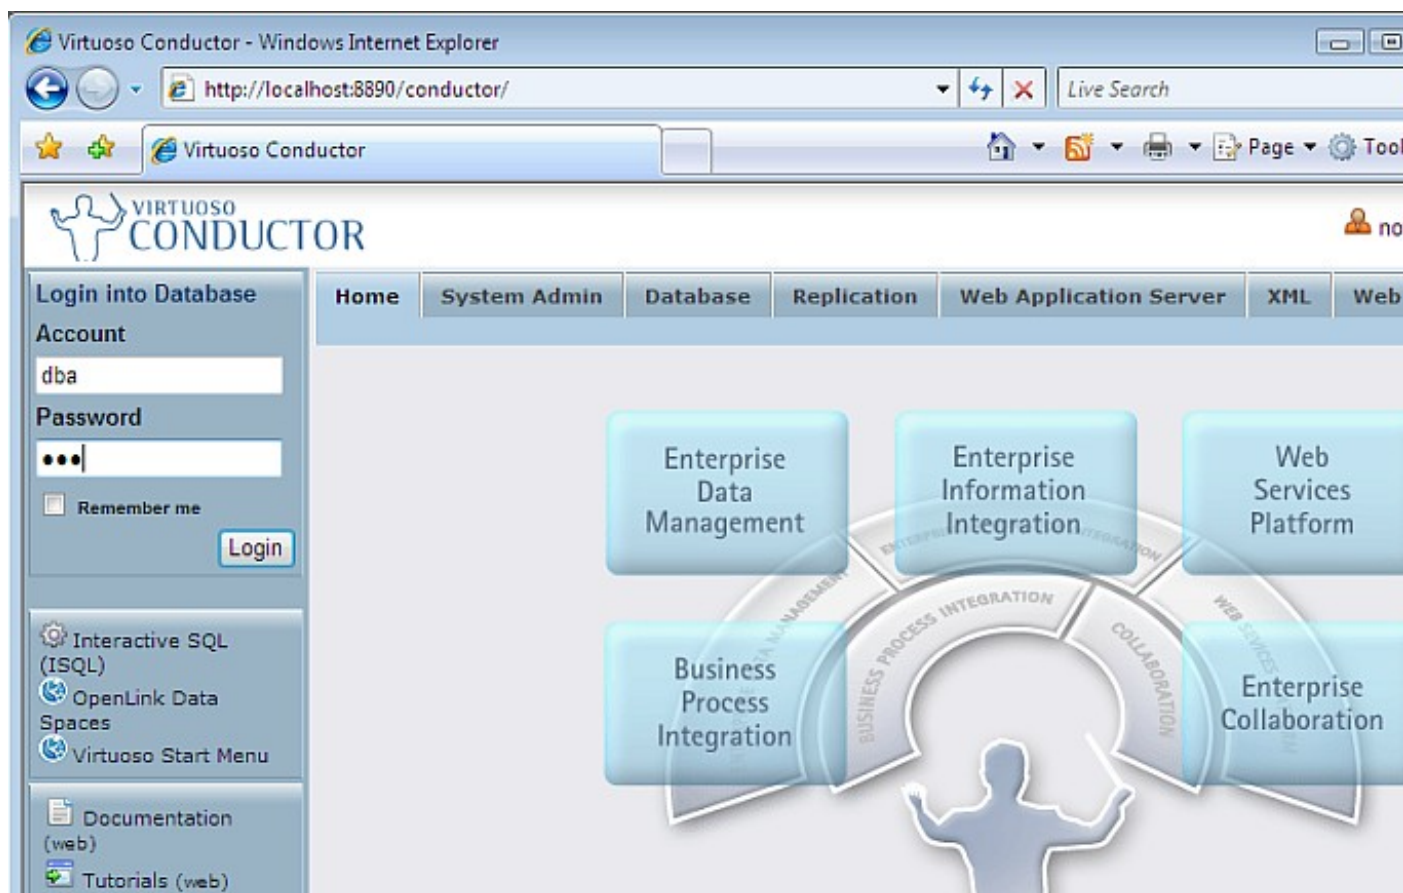 Virtuoso Conductor - Windows Internet Explorer
http://localhost:8890/conductor/
Live Search
Virtuoso Conductor
Page
Tool
VIRTUOSO
CONDUCTOR
no
Login into Database
Home
System Admin
Database
Replication
Web Application Server
XML
Web
Account
dba
Password
•••
Remember me
Login
Interactive SQL
(ISQL)
OpenLink Data
Spaces
Virtuoso Start Menu
Documentation
(web)
Tutorials (web)
Enterprise
Data
Management
Enterprise
Information
Integration
Web
Services
Platform
Business
Process
Integration
Enterprise
Collaboration
BUSINESS PROCESS INTEGRATION
COLLABORATION